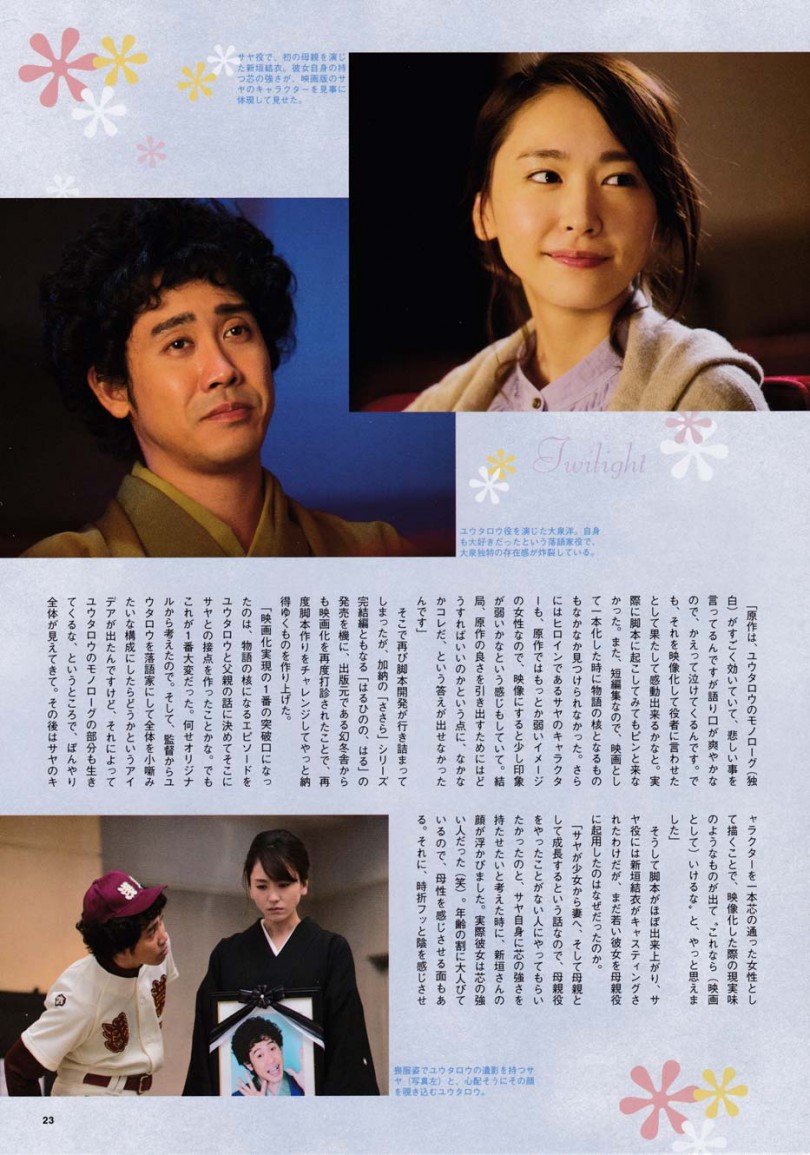 サヤ役で、初の母親を演じ
た新垣結衣。彼女自身の持
つ芯の強さが、映画版のサ
ヤのキャラクターを見事に
体現して見せた。
Twilight
ユウタロウ役を演じた大泉洋。自身
も大好きだったという落語家役で、
大泉独特の存在感が炸裂している。
「原作は、ユウタロウのモノローグ(独
白)がすごく効いていて、悲しい事を
言ってるんですが語り口が爽やかな
ので、かえって泣けてくるんです。で
も、それを映像化して役者に言わせた
として果たして感動出来るかなと。実
際に脚本に起こしてみてもピンと来な
かった。また、短編集なので、映画とし
て一本化した時に物語の核となるもの
もなかなか見つけられなかった。さら
にはヒロインであるサヤのキャラクタ
ーも、原作ではもっとか弱いイメージ
の女性なので、映像にすると少し印象
が弱いかなという感じもしていて。結
局、原作の良さを引き出すためにはど
うすればいいのかという点に、なかな
かコレだ、という答えが出せなかった
んです」
そこで再び脚本開発が行き詰まって
しまったが、加納の「ささら」シリーズ
完結編ともなる「はるひのの、はる」の
発売を機に、出版元である幻冬舎から
も映画化を再度打診されたことで、再
度脚本作りをチャレンジしてやっと納
得ゆくものを作り上げた。
「映画化実現の1番の突破口になっ
たのは、物語の核になるエピソードを
ユウタロウと父親の話に決めてそこに
サヤとの接点を作ったことかな。でも
これが1番大変だった。何せオリジナ
ルから考えたので。そして、監督からユ
ウタロウを落語家にして全体を小噺み
たいな構成にしたらどうかというアイ
デアが出たんですけど、それによって
ユウタロウのモノローグの部分も生き
てくるな、というところで、ぼんやり
全体が見えてきて。その後はサヤのキ
ャラクターを一本芯の通った女性とし
て描くことで、映像化した際の現実味
のようなものが出て〝これなら(映画
として)いけるな〟と、やっと思えま
した」
そうして脚本がほぼ出来上がり、サ
ヤ役には新垣結衣がキャスティングさ
れたわけだが、まだ若い彼女を母親役
に起用したのはなぜだったのか。
「サヤが少女から妻へ、そして母親と
して成長するという話なので、母親役
をやったことがない人にやってもらい
たかったのと、サヤ自身に芯の強さを
持たせたいと考えた時に、新垣さんの
顔が浮かびました。実際彼女は芯の強
い人だった(笑)。年齢の割に大人びて
いるので、母性を感じさせる面もあ
る。それに、時折フッと陰を感じさせ
喪服姿でユウタロウの遺影を持つサ
ヤ(写真左)と、心配そうにその顔
を覗き込むユウタロウ。
23